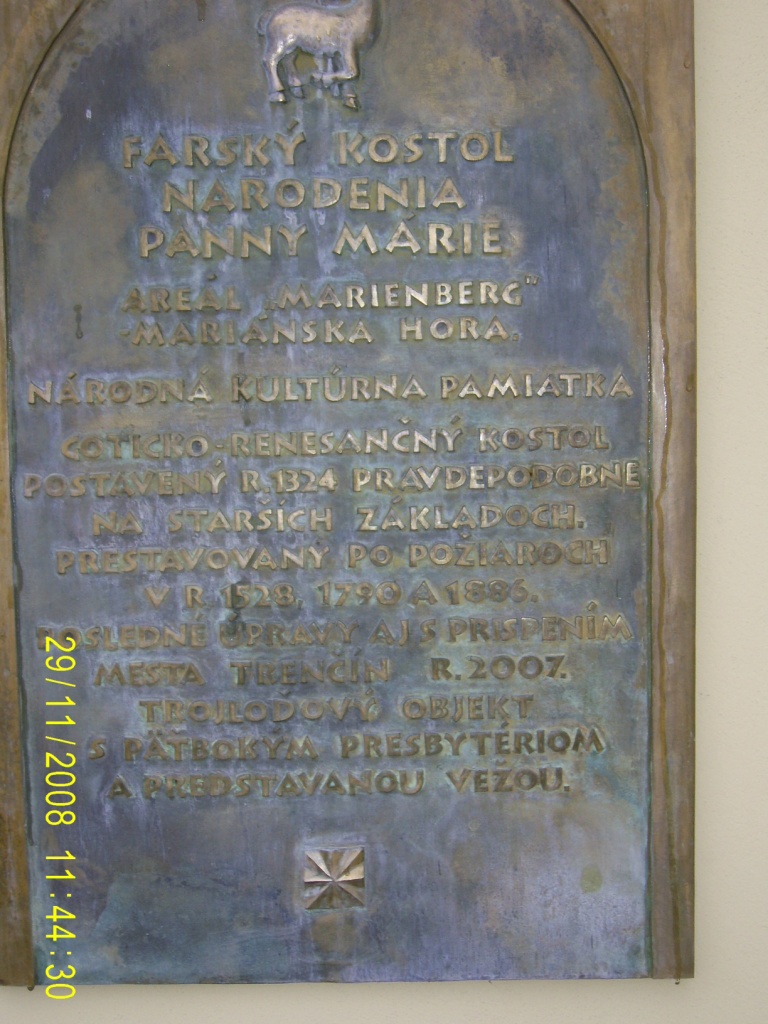 FARSKÝ KOSTOL
NARODENIA
PANNY MÁRIE
AREÁL „MARIENBERG"
-MARIÁNSKA HORA.
NÁRODNÁ KULTÚRNA PAMIATKA
GOTICKO-RENESANČNÝ KOSTOL
POSTAVENÝ R.1324 PRAVDEPODOBNE
NA STARŠÍCH ZÁKLADOCH.
PRESTAVOVANÝ PO POŽIAROCH
V R.1528, 1790 A 1886.
POSLEDNÉ ÚPRAVY AJ S PRISPENÍM
MESTA TRENČÍN R.2007.
TROJLOĎOVÝ OBJEKT
S PÄŤBOKÝM PRESBYTÉRIOM
A PREDSTAVANOU VEŽOU.
29/11/2008 11:44:30